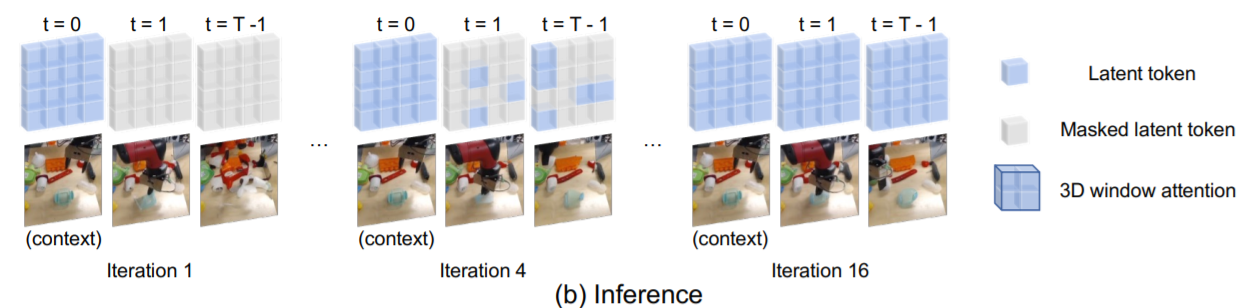 t = 0 t = 1 t = T -1
t = 0 t = 1 t = T - 1
t = 0 t = 1 t = T - 1
Latent token
Masked latent token
3D window attention
... ...
(context)
(context)
(context)
Iteration 1
Iteration 4
Iteration 16
(b) Inference